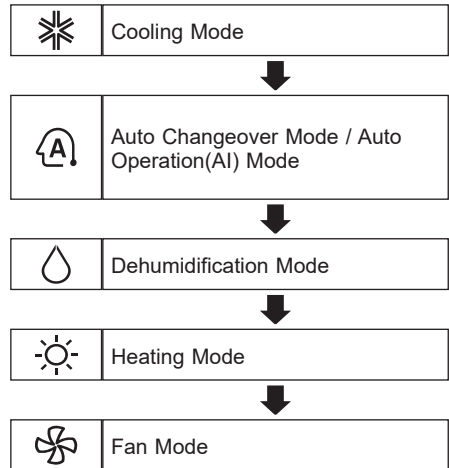 Cooling Mode
A
Auto Changeover Mode / Auto
Operation(AI) Mode
Dehumidification Mode
Heating Mode
Fan Mode